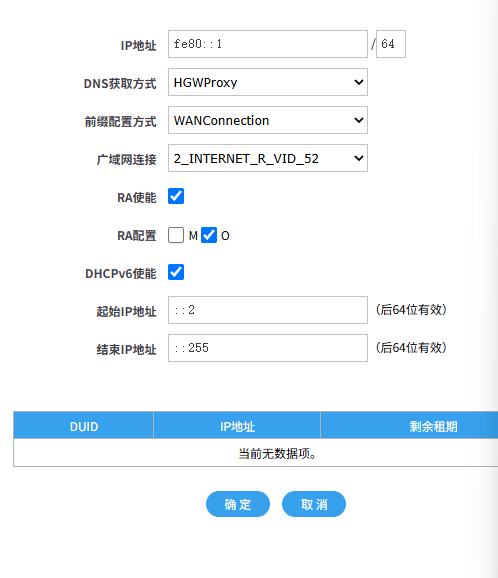 IP地址 fe80::1 / 64
DNS获取方式 HGWProxy
前缀配置方式 WANConnection
广域网连接 2_INTERNET_R_VID_52
RA使能
RA配置 M O
DHCPv6使能
起始IP地址 ::2 (后64位有效)
结束IP地址 ::255 (后64位有效)
DUID IP地址 剩余租期
当前无数据项。
确 定 取 消